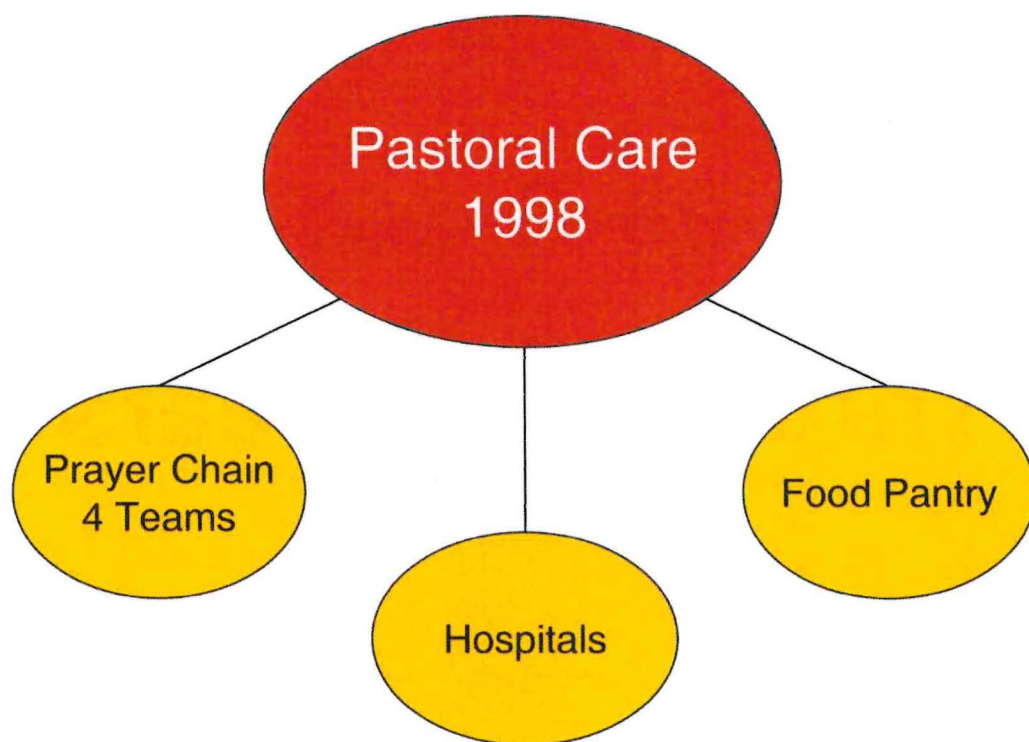 Pastoral Care
1998
Prayer Chain
4 Teams
Food Pantry
Hospitals